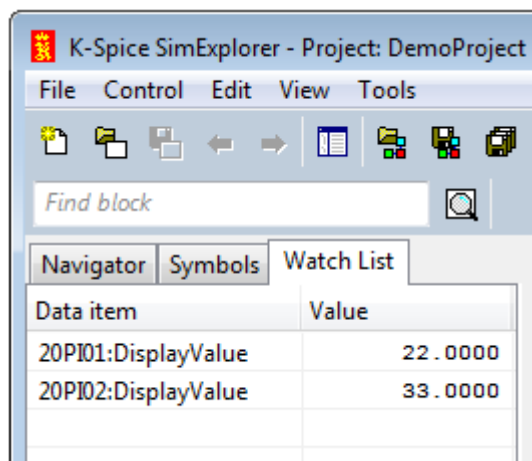 K-Spice SimExplorer - Project: DemoProject
File Control Edit View Tools
Find block
Navigator Symbols Watch List
Data item Value
20PI01:DisplayValue 22.0000
20PI02:DisplayValue 33.0000